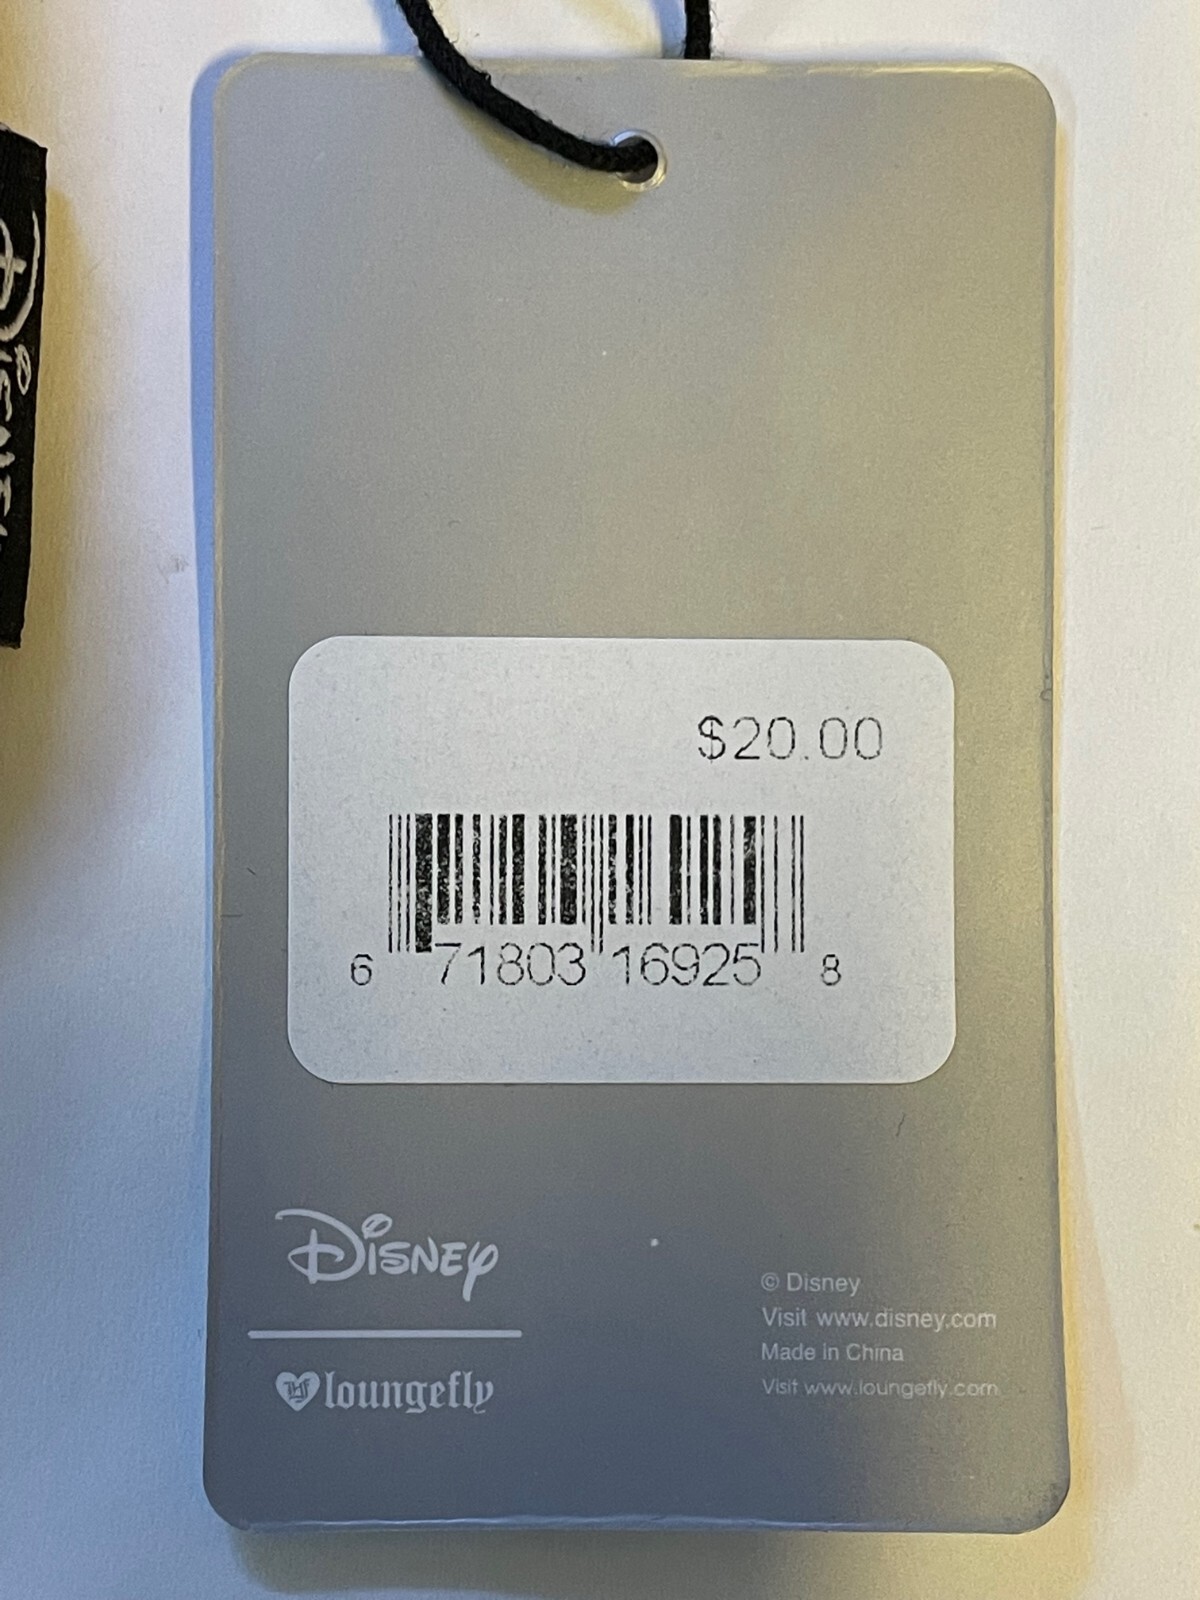 $20.00
6 71803 16925 8
Disney
loungefly
© Disney
Visit www.disney.com
Made in China
Visit www.loungefly.com